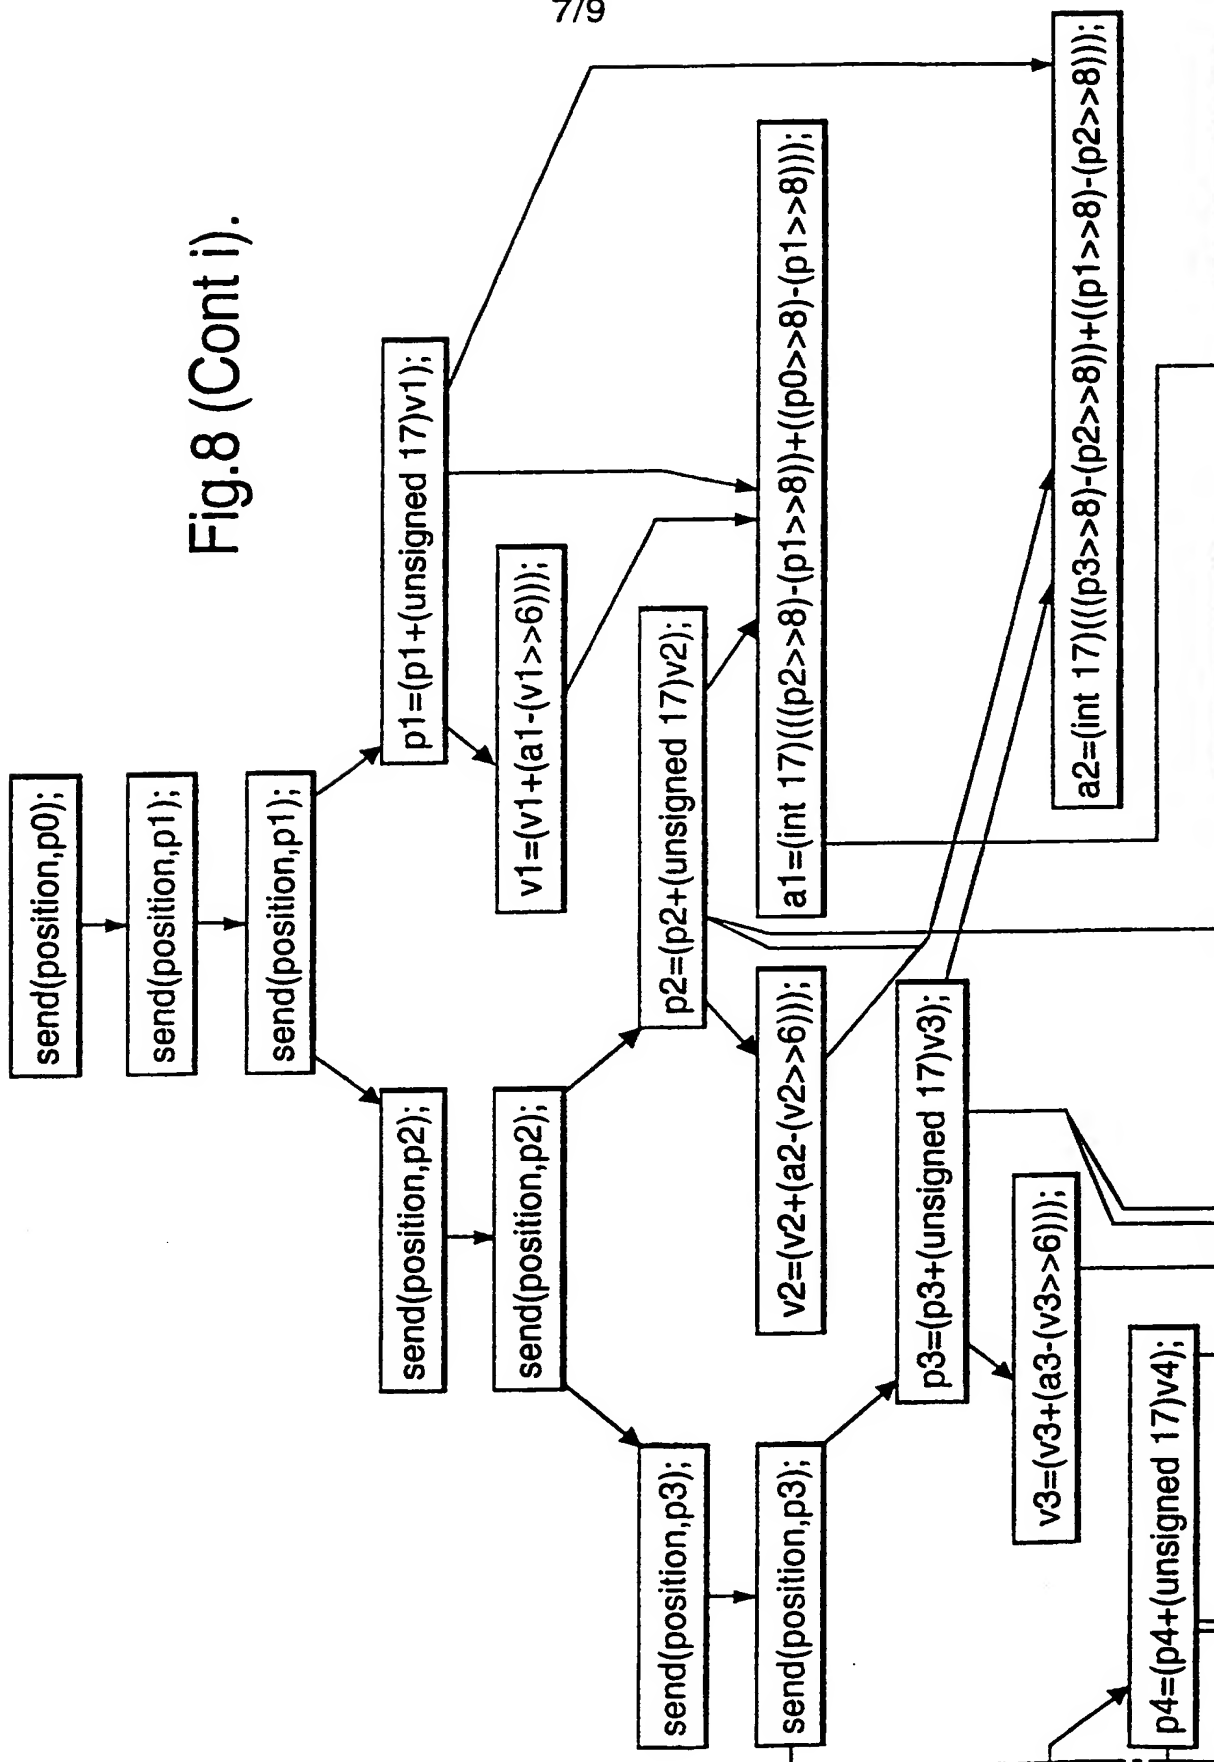 7/9
Fig.8 (Cont i).
send(position,p0);
send(position,p1);
send(position,p1);
send(position,p2);
p1=(p1+(unsigned 17)v1);
send(position,p2);
v1=(v1+(a1-(v1>>6)));
send(position,p3);
p2=(p2+(unsigned 17)v2);
send(position,p3);
v2=(v2+(a2-(v2>>6)));
a1=(int 17)(((p2>>8)-(p1>>8))+((p0>>8)-(p1>>8)));
p3=(p3+(unsigned 17)v3);
v3=(v3+(a3-(v3>>6)));
a2=(int 17)(((p3>>8)-(p2>>8))+((p1>>8)-(p2>>8)));
p4=(p4+(unsigned 17)v4);